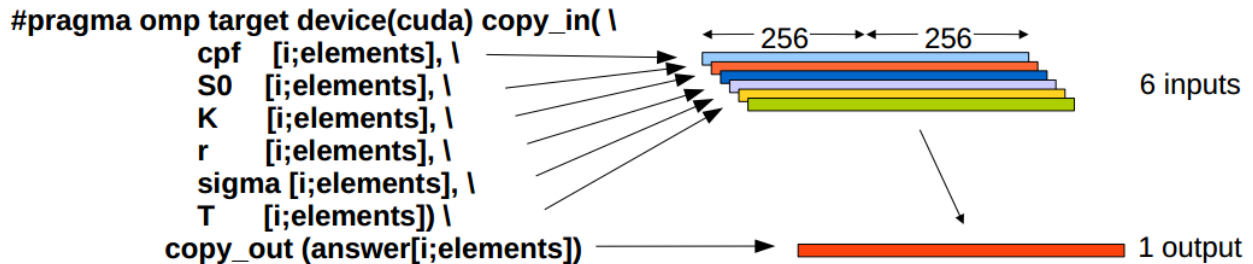 #pragma omp target device(cuda) copy_in( \
256 256
cpf [i;elements], \
S0 [i;elements], \
6 inputs
K [i;elements], \
r [i;elements], \
sigma [i;elements], \
T [i;elements]) \
copy_out (answer[i;elements])
1 output